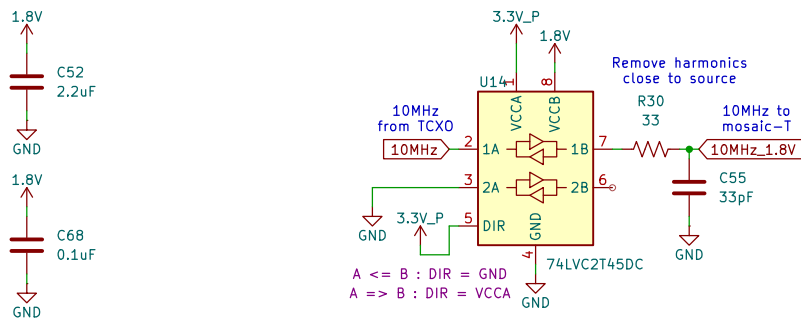 1.8V
C52
2.2uF
GND
1.8V
C68
0.1uF
GND
3.3V_P
1.8V
U14
1
8
VCCA
VCCB
10MHz
from TCXO
10MHz
2
1A
1B
7
3
2A
2B
6
GND
3.3V_P
5
DIR
GND
4
74LVC2T45DC
GND
A <= B : DIR = GND
A => B : DIR = VCCA
Remove harmonics
close to source
R30
33
10MHz to
mosaic-T
10MHz_1.8V
C55
33pF
GND